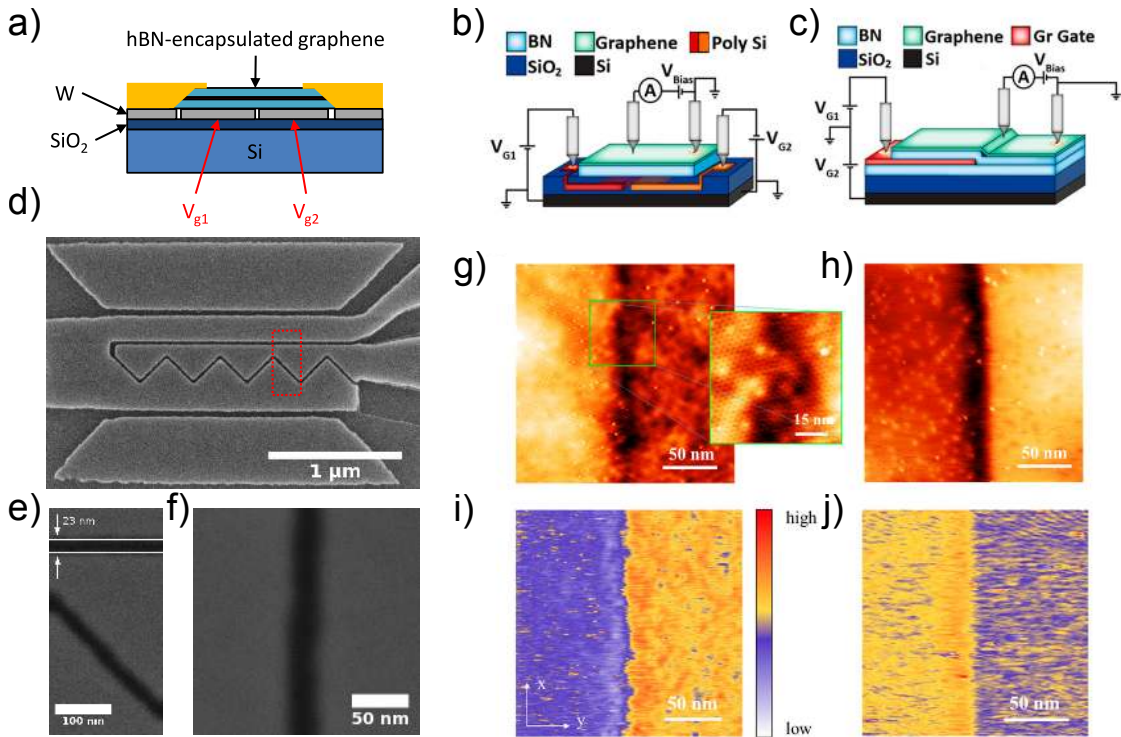 a)
hBN-encapsulated graphene
W
SiO2
Si
Vg1
Vg2
b)
BN
Graphene
Poly Si
SiO2
Si
VBias
A
VG1
VG2
c)
BN
Graphene
Gr Gate
SiO2
Si
VBias
A
VG1
VG2
d)
1 μm
e)
23 nm
100 nm
f)
50 nm
g)
15 nm
50 nm
h)
50 nm
i)
x
y
50 nm
high
low
j)
50 nm